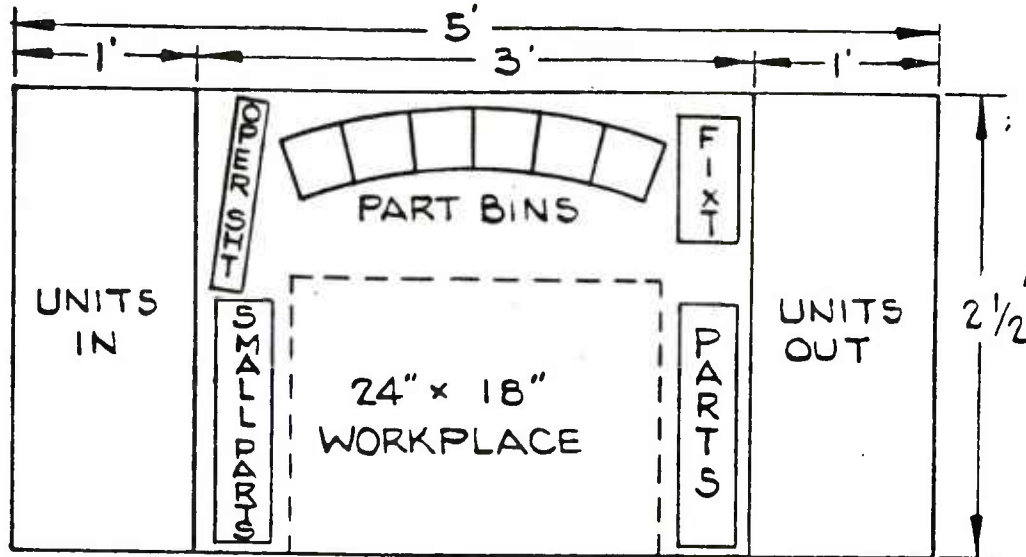 5'
1'
3'
1'
OPER SHT
FIXT
PART BINS
UNITS
IN
SMALL PARTS
24" x 18"
WORKPLACE
PARTS
UNITS
OUT
2 1/2'